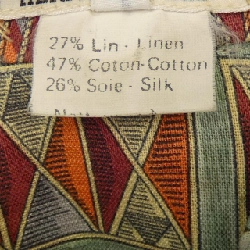 27% Lin - Linen
47% Coton-Cotton
26% Soie - Silk